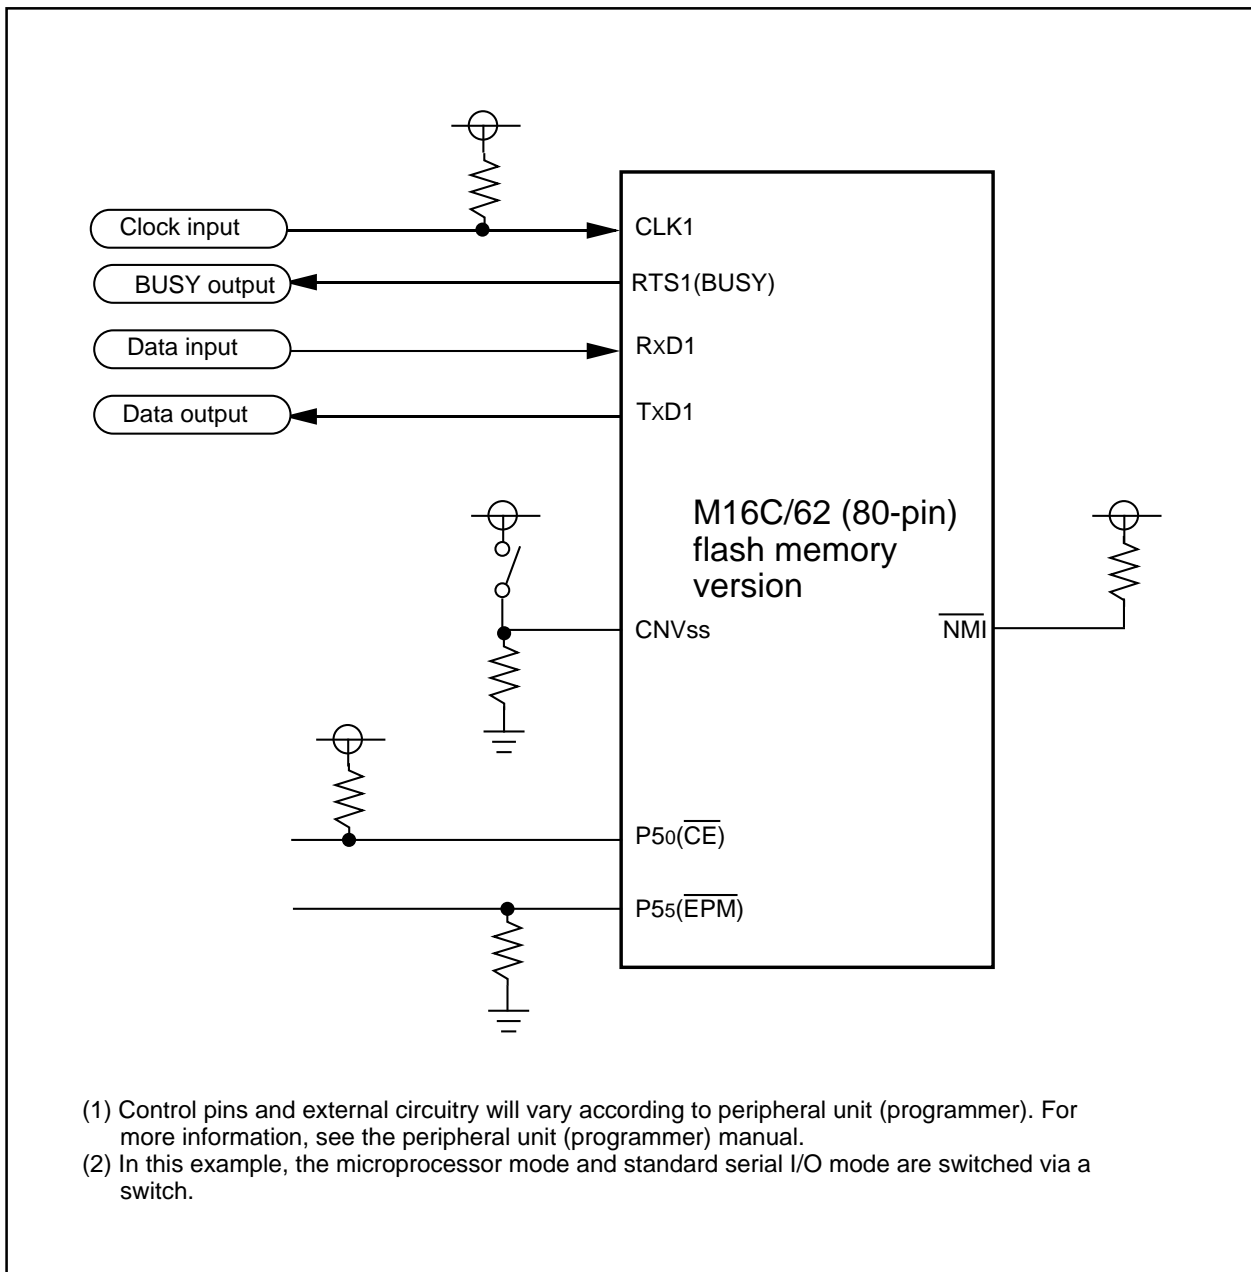 Clock input
CLK1
BUSY output
RTS1(BUSY)
Data input
RxD1
Data output
TxD1
M16C/62 (80-pin)
flash memory
version
CNVss
NMI
P50(CE)
P55(EPM)
(1) Control pins and external circuitry will vary according to peripheral unit (programmer). For
more information, see the peripheral unit (programmer) manual.
(2) In this example, the microprocessor mode and standard serial I/O mode are switched via a
switch.